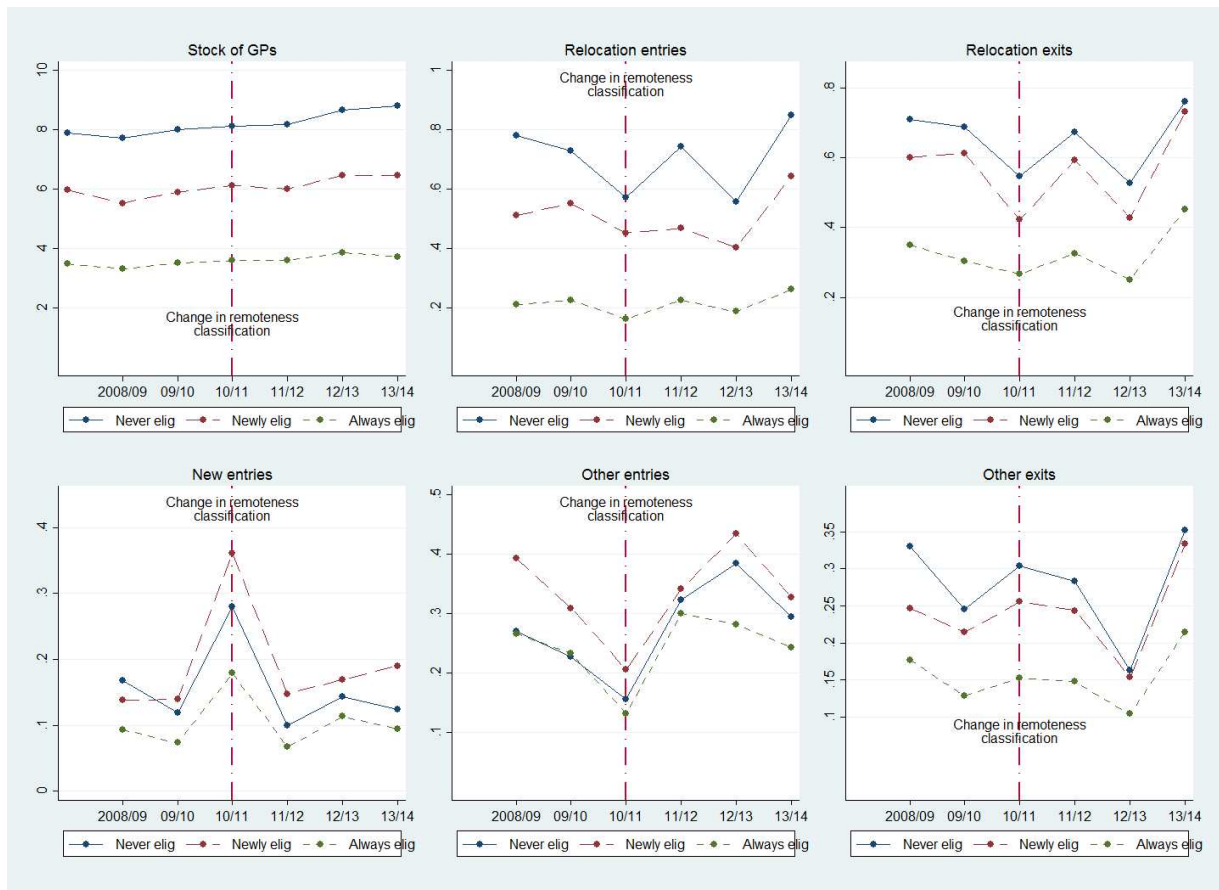 Stock of GPs
10
8
6
4
2
Change in remoteness
classification
2008/09 09/10 10/11 11/12 12/13 13/14
Never elig Newly elig Always elig
Relocation entries
1
.8
.6
.4
.2
Change in remoteness
classification
2008/09 09/10 10/11 11/12 12/13 13/14
Never elig Newly elig Always elig
Relocation exits
.8
.6
.4
.2
Change in remoteness
classification
2008/09 09/10 10/11 11/12 12/13 13/14
Never elig Newly elig Always elig
New entries
.4
.3
.2
.1
0
Change in remoteness
classification
2008/09 09/10 10/11 11/12 12/13 13/14
Never elig Newly elig Always elig
Other entries
.5
.4
.3
.2
.1
Change in remoteness
classification
2008/09 09/10 10/11 11/12 12/13 13/14
Never elig Newly elig Always elig
Other exits
.35
.3
.25
.2
.15
.1
Change in remoteness
classification
2008/09 09/10 10/11 11/12 12/13 13/14
Never elig Newly elig Always elig